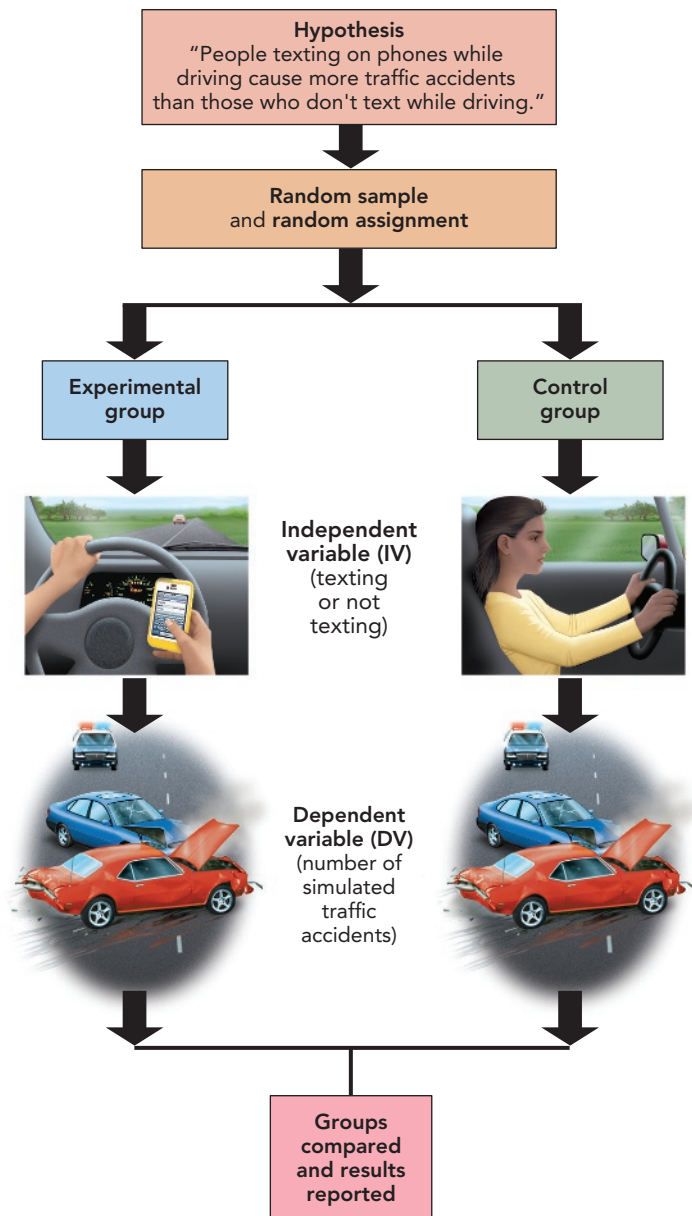 Hypothesis
“People texting on phones while
driving cause more traffic accidents
than those who don't text while driving.”
Random sample
and random assignment
Experimental
group
Control
group
Independent
variable (IV)
(texting
or not
texting)
Dependent
variable (DV)
(number of
simulated
traffic
accidents)
Groups
compared
and results
reported